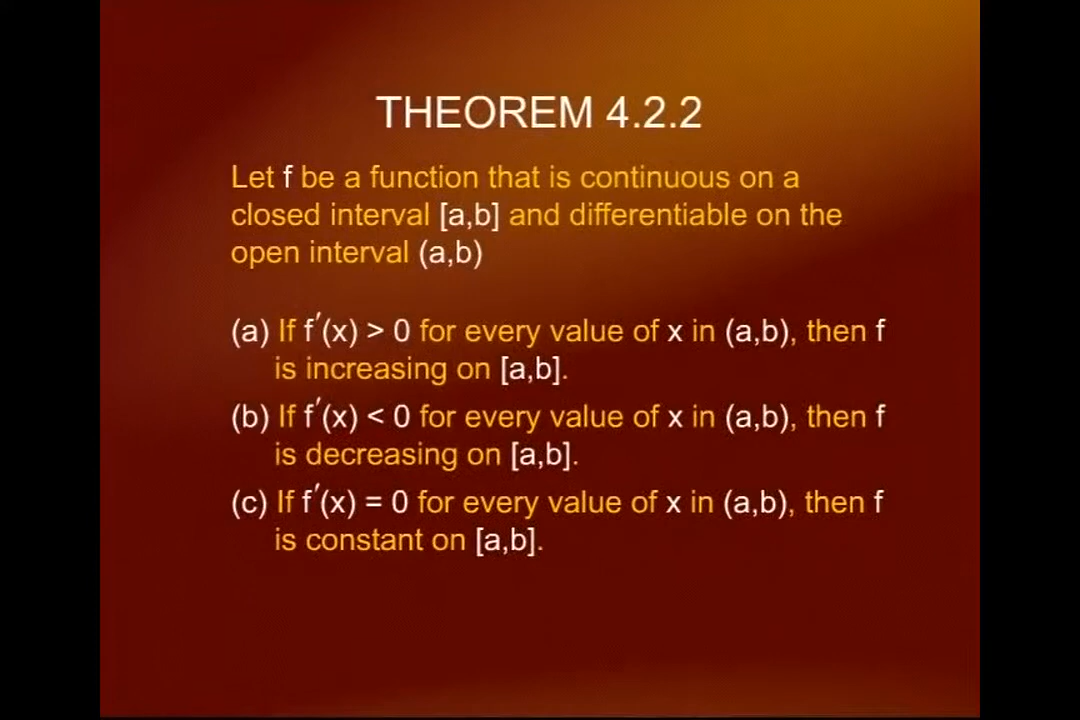 THEOREM 4.2.2
Let f be a function that is continuous on a
closed interval [a,b] and differentiable on the
open interval (a,b)
(a) If f′(x) > 0 for every value of x in (a,b), then f
is increasing on [a,b].
(b) If f′(x) < 0 for every value of x in (a,b), then f
is decreasing on [a,b].
(c) If f′(x) = 0 for every value of x in (a,b), then f
is constant on [a,b].